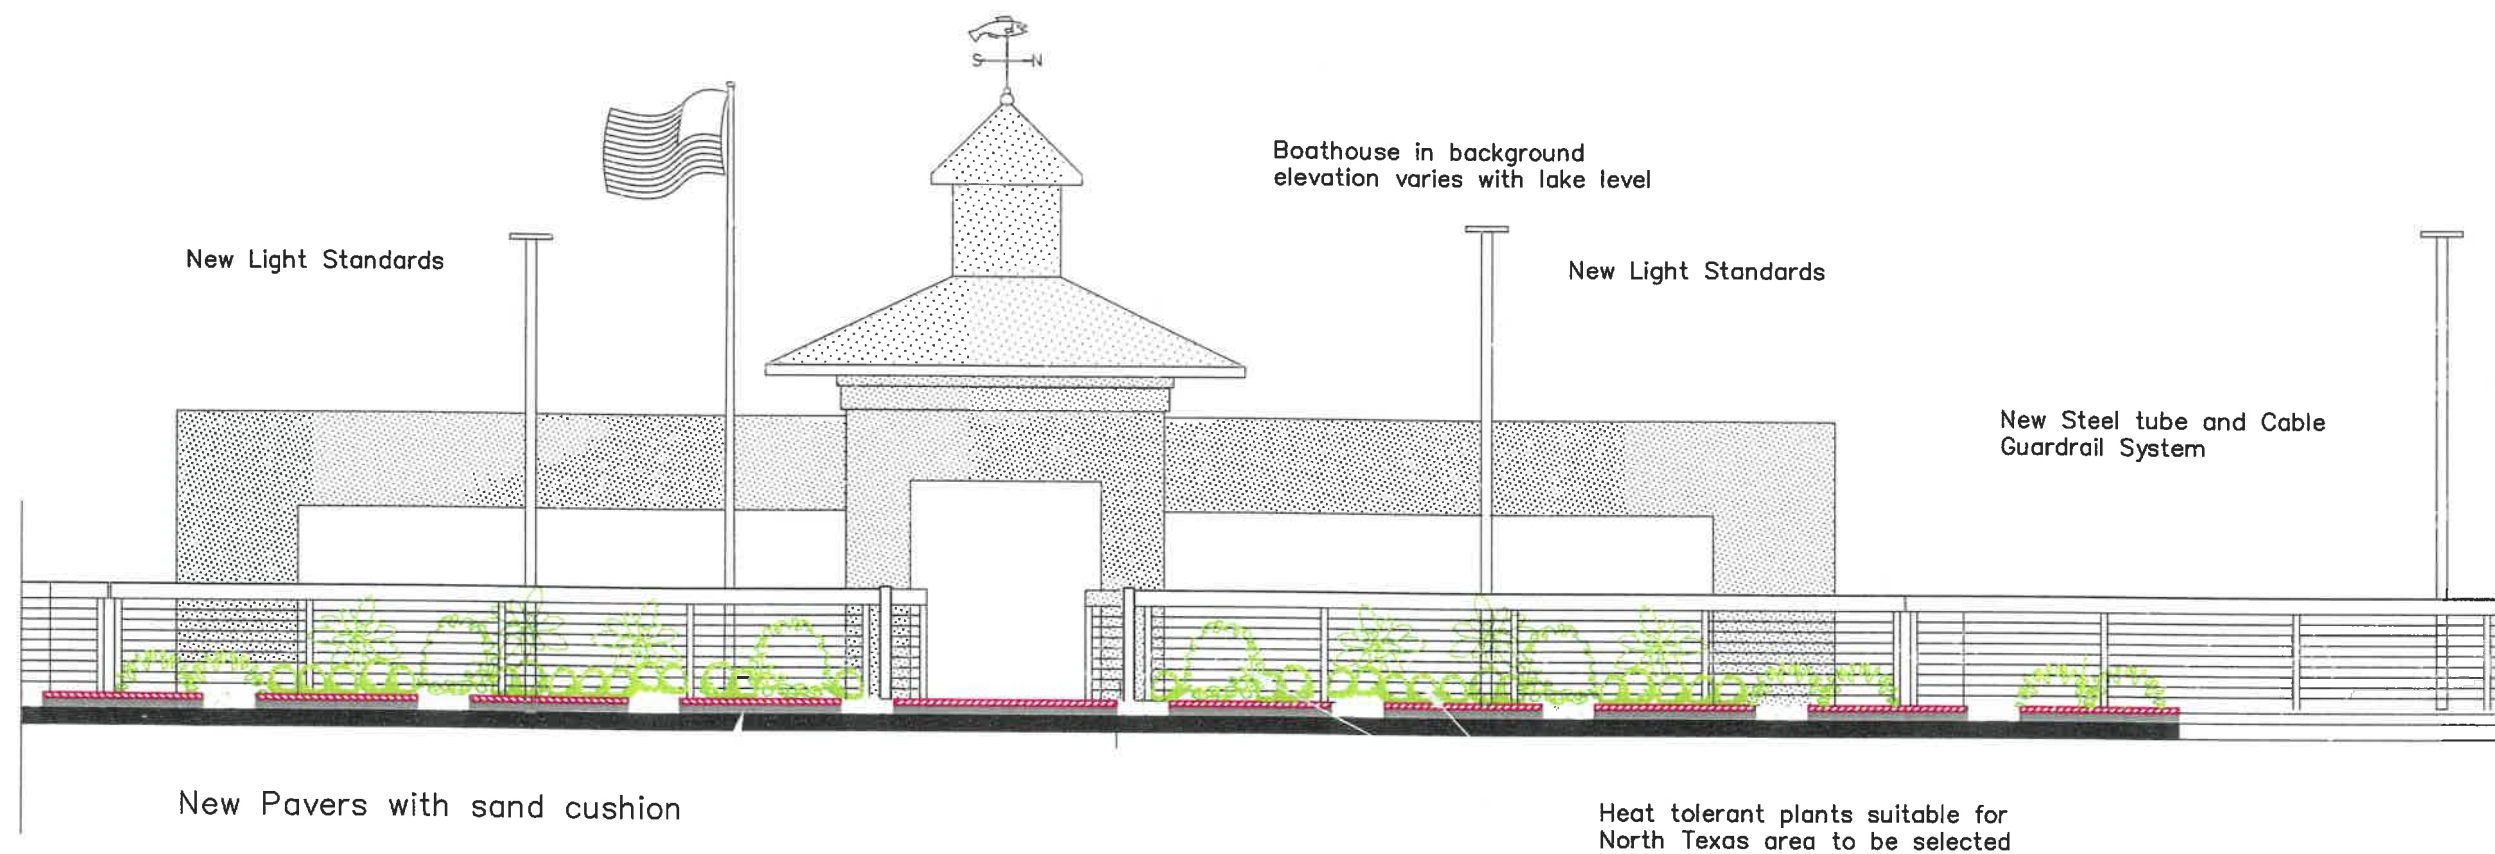 S N
Boathouse in background
elevation varies with lake level
New Light Standards
New Light Standards
New Steel tube and Cable
Guardrail System
New Pavers with sand cushion
Heat tolerant plants suitable for
North Texas area to be selected